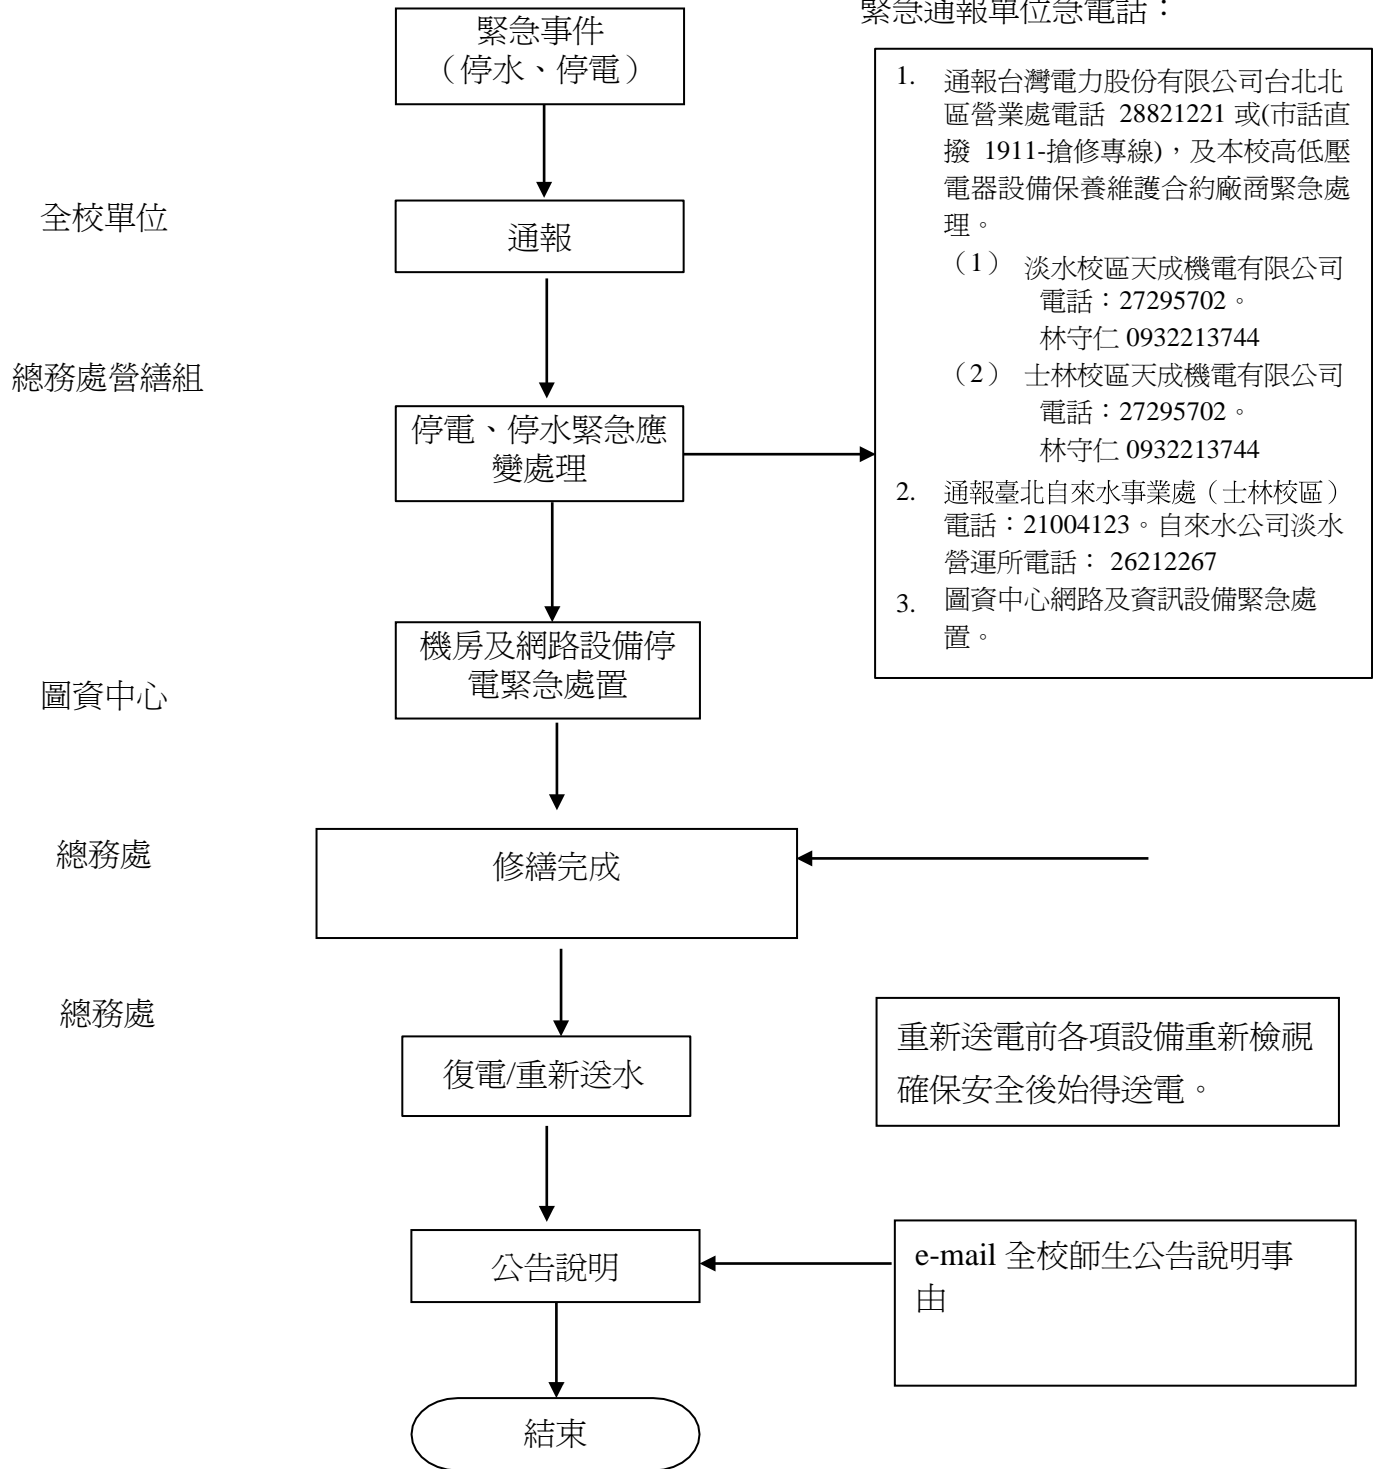 緊急通報單位急電話：
緊急事件
（停水、停電）
1. 通報台灣電力股份有限公司台北北
區營業處電話 28821221 或(市話直
撥 1911-搶修專線)，及本校高低壓
電器設備保養維護合約廠商緊急處
理。
（1） 淡水校區天成機電有限公司
電話：27295702。
林守仁 0932213744
（2） 士林校區天成機電有限公司
電話：27295702。
林守仁 0932213744
2. 通報臺北自來水事業處（士林校區）
電話：21004123。自來水公司淡水
營運所電話： 26212267
3. 圖資中心網路及資訊設備緊急處
置。
全校單位
通報
總務處營繕組
停電、停水緊急應
變處理
圖資中心
機房及網路設備停
電緊急處置
總務處
修繕完成
總務處
復電/重新送水
重新送電前各項設備重新檢視
確保安全後始得送電。
公告說明
e-mail 全校師生公告說明事
由
結束